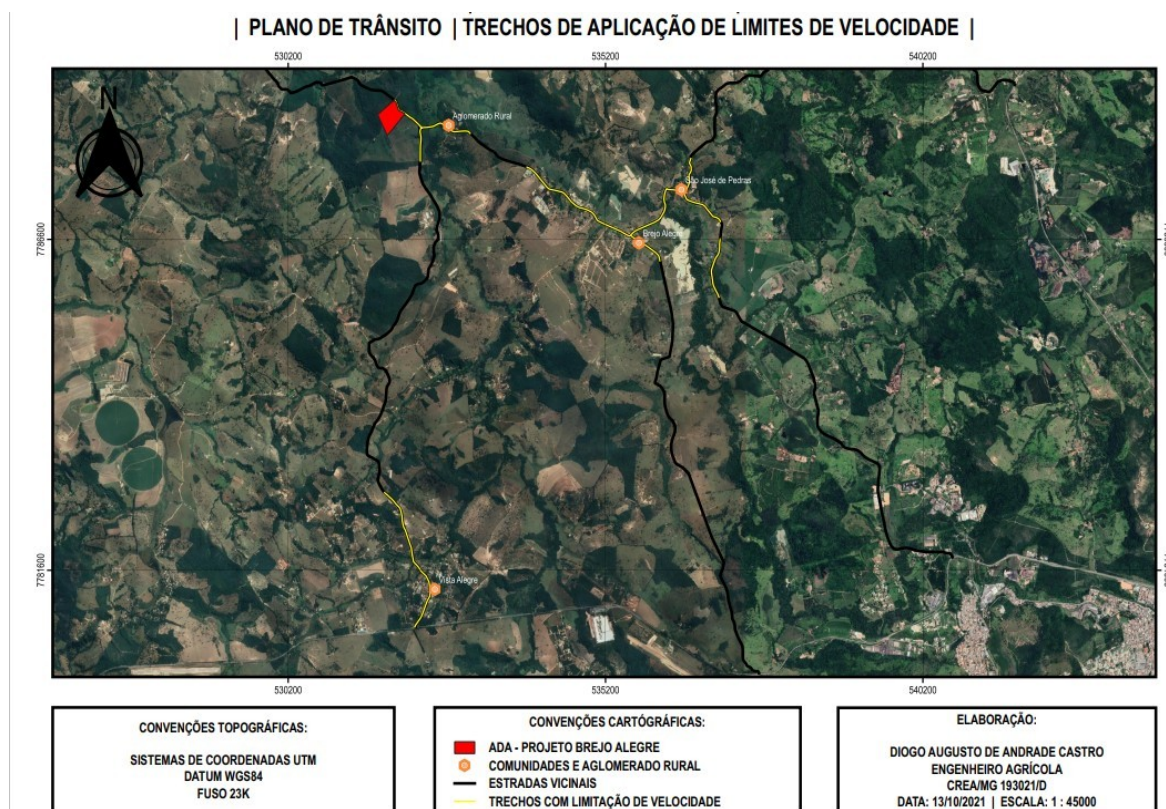 | PLANO DE TRÂNSITO | TRECHOS DE APLICAÇÃO DE LIMITES DE VELOCIDADE |
530200
535200
540200
N
Aglomerado Rural
São José de Pedras
Brejo Alegre
7786600
7781600
Vista Alegre
530200
535200
540200
CONVENÇÕES TOPOGRÁFICAS:
SISTEMAS DE COORDENADAS UTM
DATUM WGS84
FUSO 23K
CONVENÇÕES CARTÓGRÁFICAS:
ADA - PROJETO BREJO ALEGRE
COMUNIDADES E AGLOMERADO RURAL
ESTRADAS VICINAIS
TRECHOS COM LIMITAÇÃO DE VELOCIDADE
ELABORAÇÃO:
DIOGO AUGUSTO DE ANDRADE CASTRO
ENGENHEIRO AGRÍCOLA
CREA/MG 193021/D
DATA: 13/10/2021 | ESCALA: 1 : 45000